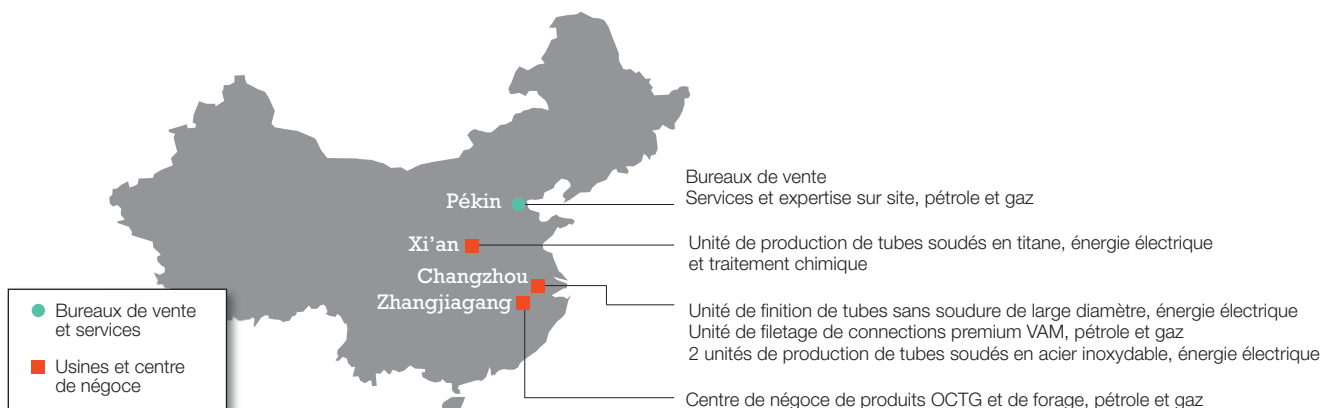 Pékin
Bureaux de vente
Services et expertise sur site, pétrole et gaz
Xi’an
Unité de production de tubes soudés en titane, énergie électrique
et traitement chimique
Changzhou
Unité de finition de tubes sans soudure de large diamètre, énergie électrique
Unité de filetage de connections premium VAM, pétrole et gaz
2 unités de production de tubes soudés en acier inoxydable, énergie électrique
Zhangjiagang
Centre de négoce de produits OCTG et de forage, pétrole et gaz
Bureaux de vente
et services
Usines et centre
de négoce